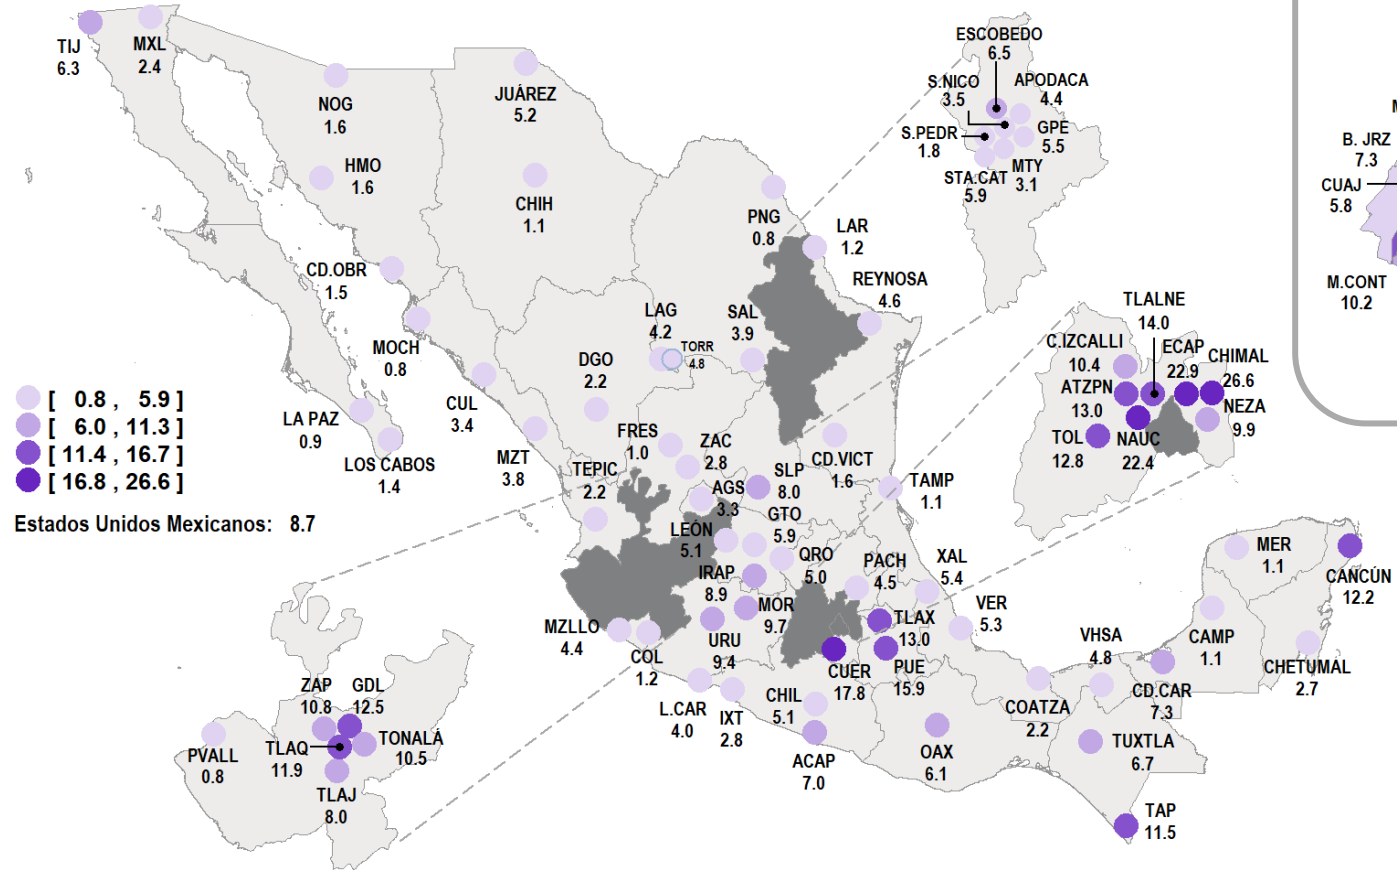 TIJ
6.3
MXL
2.4
NOG
1.6
HMO
1.6
JUÁREZ
5.2
CHIH
1.1
CD.OBR
1.5
MOCH
0.8
LA PAZ
0.9
LOS CABOS
1.4
CUL
3.4
MZT
3.8
DGO
2.2
LAG
4.2
TORR
4.8
SAL
3.9
PNG
0.8
LAR
1.2
REYNOSA
4.6
ESCOBEDO
6.5
S.NICO
3.5
APODACA
4.4
S.PEDR
1.8
GPE
5.5
MTY
3.1
STA.CAT
5.9
B. JRZ
7.3
CUAJ
5.8
M.CONT
10.2
TLALNE
14.0
C.IZCALLI
10.4
ECAP
22.9
CHIMAL
26.6
ATZPN
13.0
NEZA
9.9
TOL
12.8
NAUC
22.4
[ 0.8 , 5.9 ]
[ 6.0 , 11.3 ]
[ 11.4 , 16.7 ]
[ 16.8 , 26.6 ]
Estados Unidos Mexicanos: 8.7
FRES
1.0
ZAC
2.8
TEPIC
2.2
AGS
3.3
SLP
8.0
CD.VICT
1.6
TAMP
1.1
LEÓN
5.1
GTO
5.9
IRAP
8.9
QRO
5.0
PACH
4.5
XAL
5.4
VER
5.3
MZLLO
4.4
COL
1.2
URU
9.4
MOR
9.7
TLAX
13.0
CUER
17.8
PUE
15.9
L.CAR
4.0
IXT
2.8
CHIL
5.1
ACAP
7.0
OAX
6.1
COATZA
2.2
VHSA
4.8
CD.CAR
7.3
TUXTLA
6.7
TAP
11.5
MER
1.1
CANCÚN
12.2
CAMP
1.1
CHETUMAL
2.7
ZAP
10.8
GDL
12.5
PVALL
0.8
TLAQ
11.9
TONALÁ
10.5
TLAJ
8.0